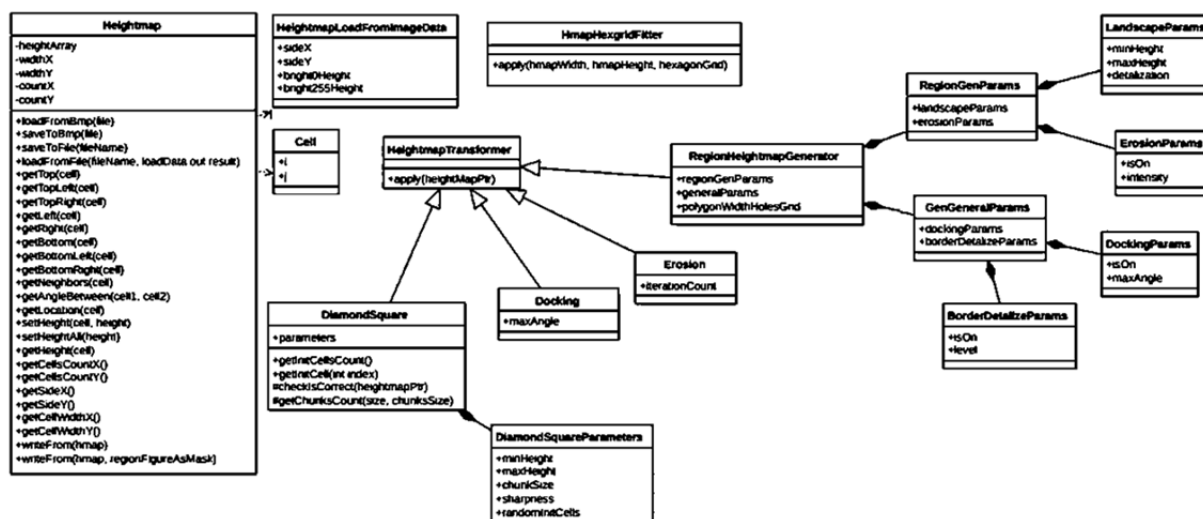 Heightmap
-heightArray
-widthX
-widthY
-countX
-countY
+loadFromBmp(file)
+saveToBmp(file)
+saveToFile(fileName)
+loadFromFile(fileName, loadData out result)
+getTop(cell)
+getTopLeft(cell)
+getTopRight(cell)
+getLeft(cell)
+getRight(cell)
+getBottom(cell)
+getBottomLeft(cell)
+getBottomRight(cell)
+getNeighbors(cell)
+getAngleBetween(cell1, cell2)
+getLocation(cell)
+setHeight(cell, height)
+setHeightAll(height)
+getHeight(cell)
+getCellsCountX()
+getCellsCountY()
+getSideX()
+getSideY()
+getCellWidthX()
+getCellWidthY()
+writeFrom(hmap)
+writeFrom(hmap, regionFigureAsMask)
HeightmapLoadFromImageData
+sideX
+sideY
+bright0Height
+bright255Height
Cell
+i
+j
HmapHexgridFitter
+apply(hmapWidth, hmapHeight, hexagonGrid)
HeightmapTransformer
+apply(heightMapPtr)
DiamondSquare
+parameters
+getInitCellsCount()
+getInitCell(int index)
#checkIsCorrect(heightmapPtr)
#getChunksCount(size, chunksSize)
DiamondSquareParameters
+minHeight
+maxHeight
+chunkSize
+sharpness
+randomInitCells
Docking
+maxAngle
Erosion
+iterationCount
RegionHeightmapGenerator
+regionGenParams
+generalParams
+polygonWidthHolesGrid
RegionGenParams
+landscapeParams
+erosionParams
GenGeneralParams
+dockingParams
+borderDetalizeParams
LandscapeParams
+minHeight
+maxHeight
+detalization
ErosionParams
+isOn
+intensity
DockingParams
+isOn
+maxAngle
BorderDetalizeParams
+isOn
+level